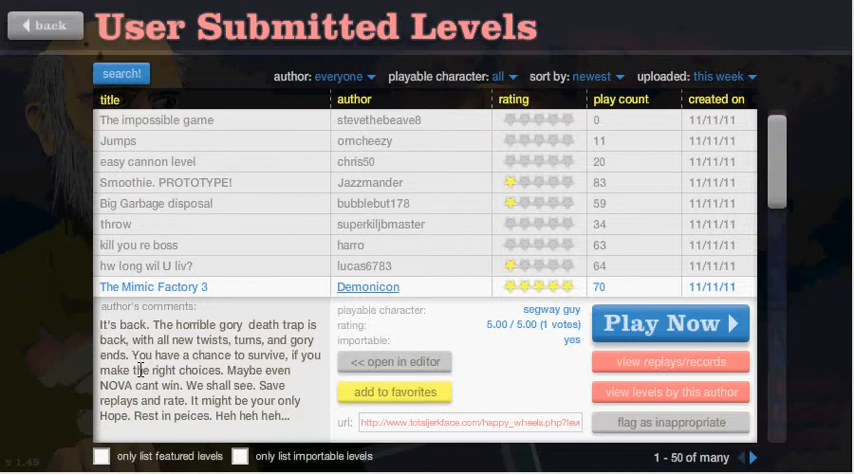 back
User Submitted Levels
search!
author: everyone playable character: all sort by: newest uploaded: this week
title author rating play count created on
The impossible game stevethebeave8 0 11/11/11
Jumps omcheezy 11 11/11/11
easy cannon level chris50 20 11/11/11
Smoothie. PROTOTYPE! Jazzmander 83 11/11/11
Big Garbage disposal bubblebut178 59 11/11/11
throw superkiljbmaster 34 11/11/11
kill you re boss harro 63 11/11/11
hw long wil U liv? lucas6783 64 11/11/11
The Mimic Factory 3 Demonicon 70 11/11/11
author's comments:
It's back. The horrible gory death trap is
back, with all new twists, turns, and gory
ends. You have a chance to survive, if you
make the right choices. Maybe even
NOVA cant win. We shall see. Save
replays and rate. It might be your only
Hope. Rest in peices. Heh heh heh...
playable character: segway guy
rating: 5.00 / 5.00 (1 votes)
importable: yes
<< open in editor
add to favorites
url: http://www.totaljerkface.com/happy_wheels.php?leve
Play Now
view replays/records
view levels by this author
flag as inappropriate
only list featured levels only list importable levels
1 - 50 of many
v 1.49